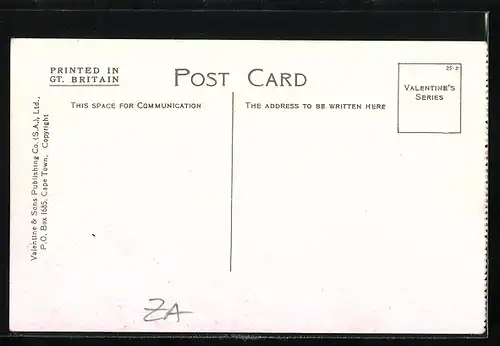 PRINTED IN
GT. BRITAIN
POST CARD
THIS SPACE FOR COMMUNICATION
THE ADDRESS TO BE WRITTEN HERE
VALENTINE'S
SERIES
Valentine & Sons Publishing Co. (S.A.), Ltd.,
P.O. Box 1685, Cape Town. Copyright
ZA